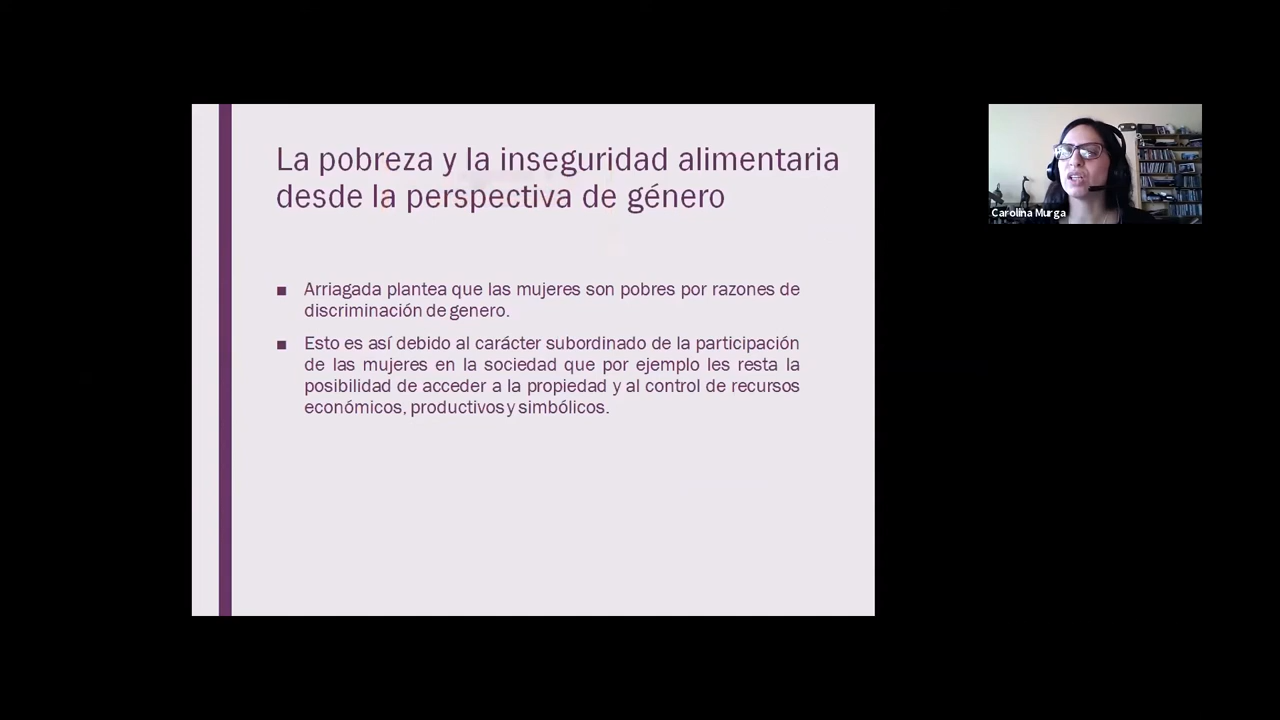 La pobreza y la inseguridad alimentaria
desde la perspectiva de género
■ Arriagada plantea que las mujeres son pobres por razones de
discriminación de genero.
■ Esto es así debido al carácter subordinado de la participación
de las mujeres en la sociedad que por ejemplo les resta la
posibilidad de acceder a la propiedad y al control de recursos
económicos, productivos y simbólicos.
Carolina Murga